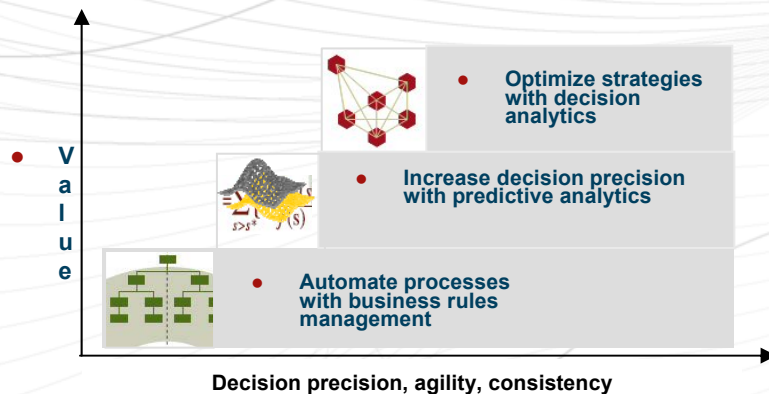 • Optimize strategies
with decision
analytics
• Value
• Increase decision precision
with predictive analytics
s>s*
(s)
• Automate processes
with business rules
management
Decision precision, agility, consistency